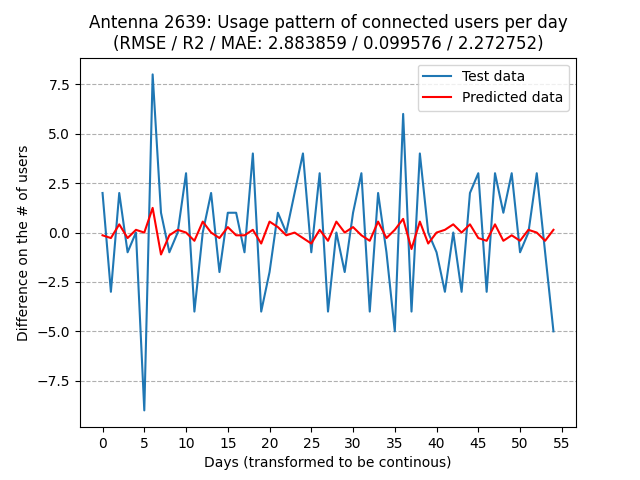 Antenna 2639: Usage pattern of connected users per day
(RMSE / R2 / MAE: 2.883859 / 0.099576 / 2.272752)
Test data
Predicted data
7.5
5.0
2.5
0.0
−2.5
−5.0
−7.5
Difference on the # of users
0 5 10 15 20 25 30 35 40 45 50 55
Days (transformed to be continous)